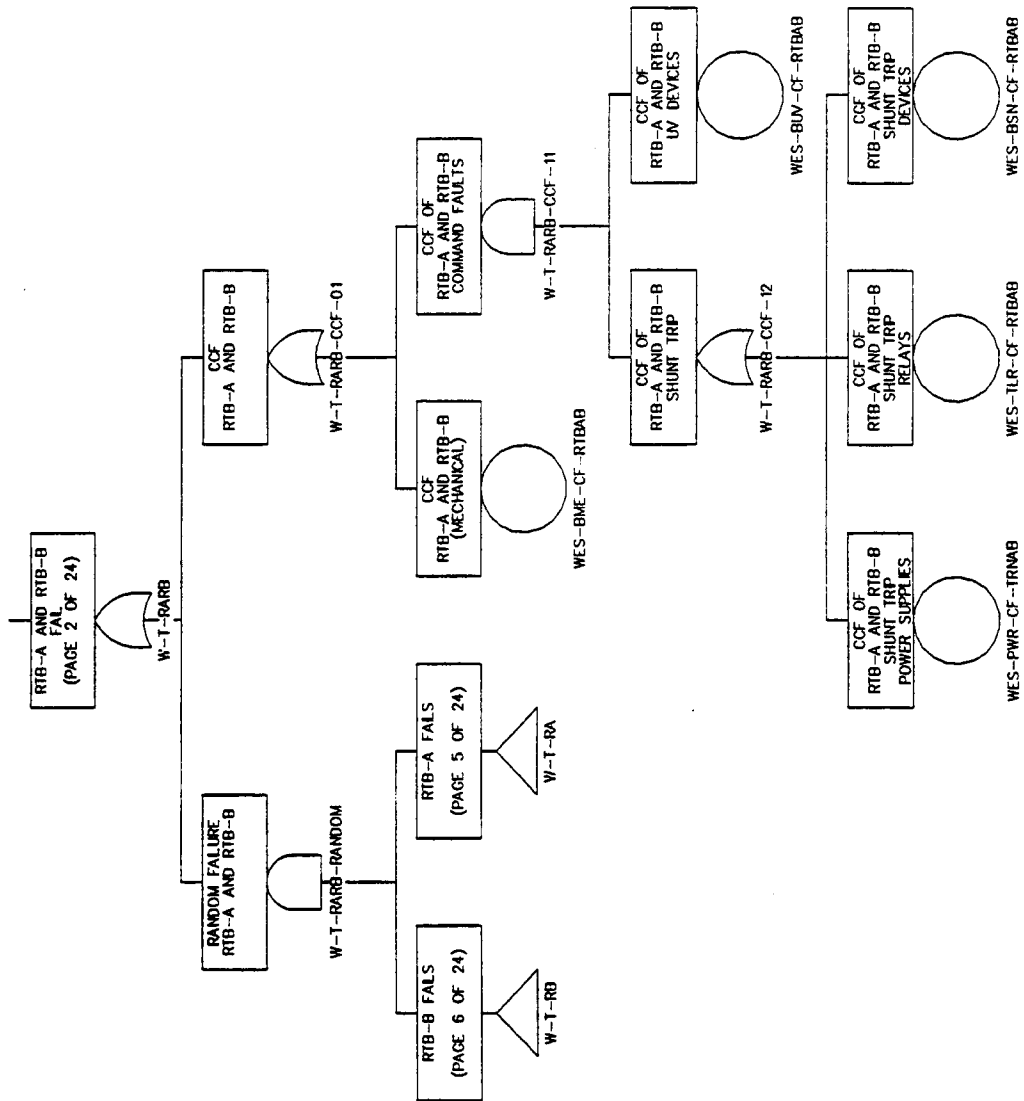 RTB-A AND RTB-B
FAIL
(PAGE 2 OF 24)
W-T-RARB
RANDOM FAILURE
RTB-A AND RTB-B
W-T-RARB-RANDOM
CCF
RTB-A AND RTB-B
W-T-RARB-CCF-01
RTB-B FAILS
(PAGE 6 OF 24)
W-T-RB
RTB-A FAILS
(PAGE 5 OF 24)
W-T-RA
CCF
RTB-A AND RTB-B
(MECHANICAL)
WES-BME-CF-RTBAB
CCF OF
RTB-A AND RTB-B
COMMAND FAULTS
W-T-RARB-CCF-11
CCF OF
RTB-A AND RTB-B
SHUNT TRIP
W-T-RARB-CCF-12
CCF OF
RTB-A AND RTB-B
UV DEVICES
WES-BUV-CF-RTBAB
CCF OF
RTB-A AND RTB-B
SHUNT TRIP
POWER SUPPLIES
WES-PWR-CF-TRNAB
CCF OF
RTB-A AND RTB-B
SHUNT TRIP
RELAYS
WES-TLR-CF-RTBAB
CCF OF
RTB-A AND RTB-B
SHUNT TRIP
DEVICES
WES-BSN-CF-RTBAB